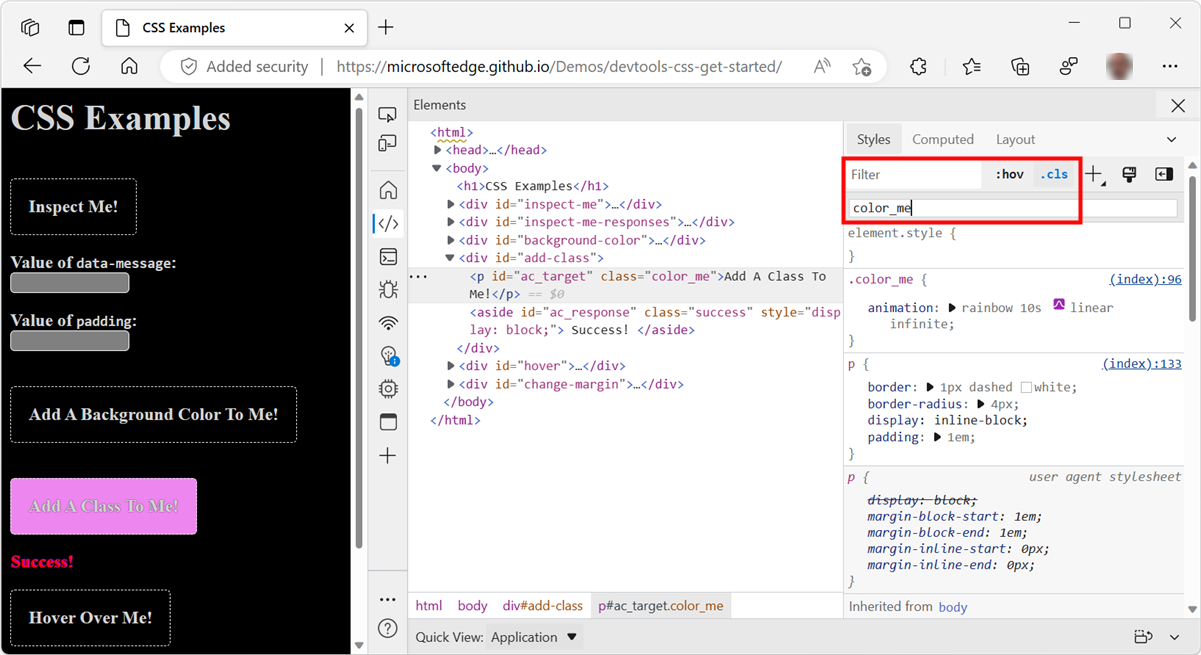 CSS Examples
Added security
https://microsoftedge.github.io/Demos/devtools-css-get-started/
CSS Examples
Inspect Me!
Value of data-message:
Value of padding:
Add A Background Color To Me!
Add A Class To Me!
Success!
Hover Over Me!
Elements
<html>
<head>…</head>
<body>
<h1>CSS Examples</h1>
<div id="inspect-me">…</div>
<div id="inspect-me-responses">…</div>
<div id="background-color">…</div>
<div id="add-class">
<p id="ac_target" class="color_me">Add A Class To
Me!</p> == $0
<aside id="ac_response" class="success" style="disp
lay: block;"> Success! </aside>
</div>
<div id="hover">…</div>
<div id="change-margin">…</div>
</body>
</html>
html body div#add-class p#ac_target.color_me
Quick View: Application
Styles Computed Layout
Filter :hov .cls
color_me
element.style {
}
.color_me { (index):96
animation: rainbow 10s linear
infinite;
}
p { (index):133
border: 1px dashed white;
border-radius: 4px;
display: inline-block;
padding: 1em;
}
p { user agent stylesheet
display: block;
margin-block-start: 1em;
margin-block-end: 1em;
margin-inline-start: 0px;
margin-inline-end: 0px;
}
Inherited from body